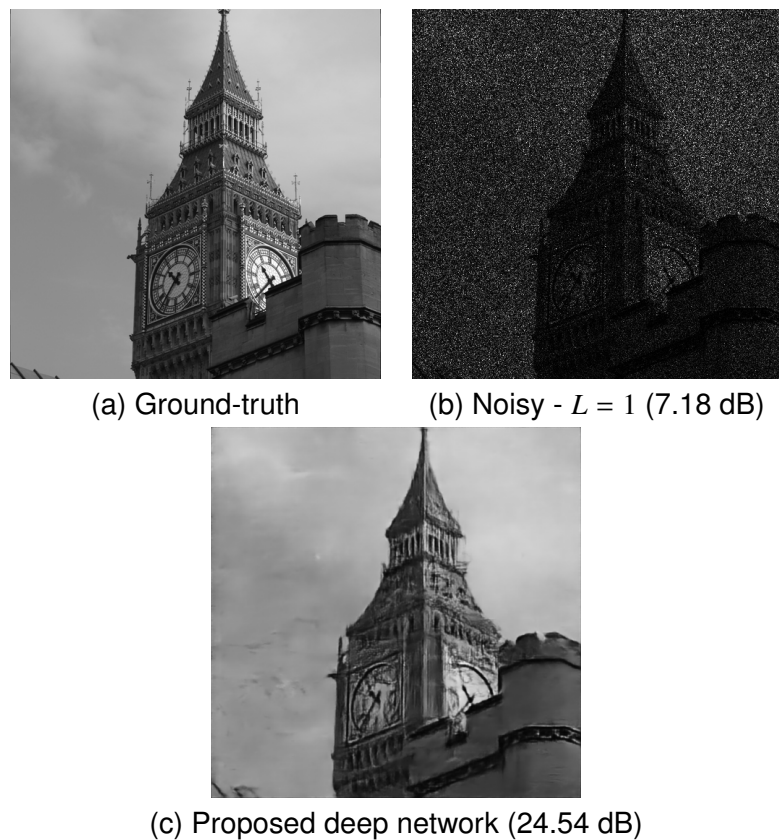 (a) Ground-truth
(b) Noisy - L = 1 (7.18 dB)
(c) Proposed deep network (24.54 dB)